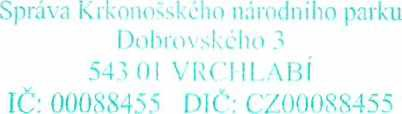 Správa Krkonošského národního parku
Dobrovského 3
543 01 VRCHLABÍ
IČ: 00088455 DIČ: CZ00088455